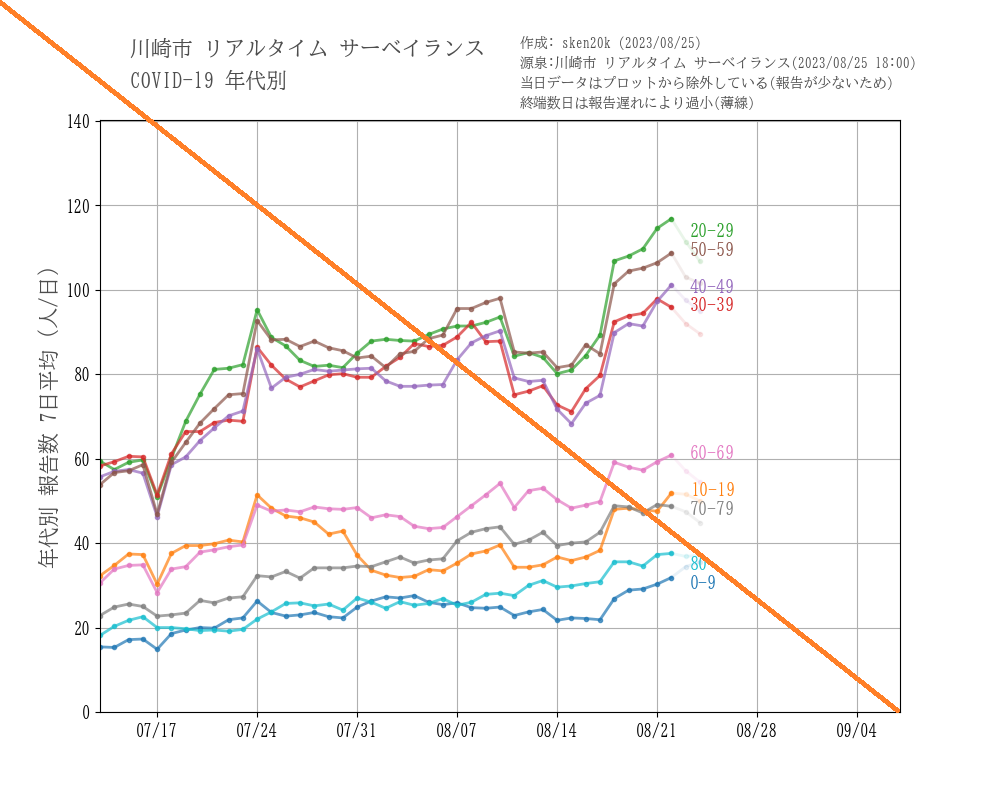 川崎市 リアルタイム サーベイランス
COVID-19 年代別
作成: sken20k (2023/08/25)
源泉:川崎市 リアルタイム サーベイランス(2023/08/25 18:00)
当日データはプロットから除外している(報告が少ないため)
終端数日は報告遅れにより過小(薄線)
年代別 報告数 7日平均 (人/日)
140
120
100
80
60
40
20
0
20-29
50-59
40-49
30-39
60-69
10-19
70-79
80
0-9
07/17 07/24 07/31 08/07 08/14 08/21 08/28 09/04